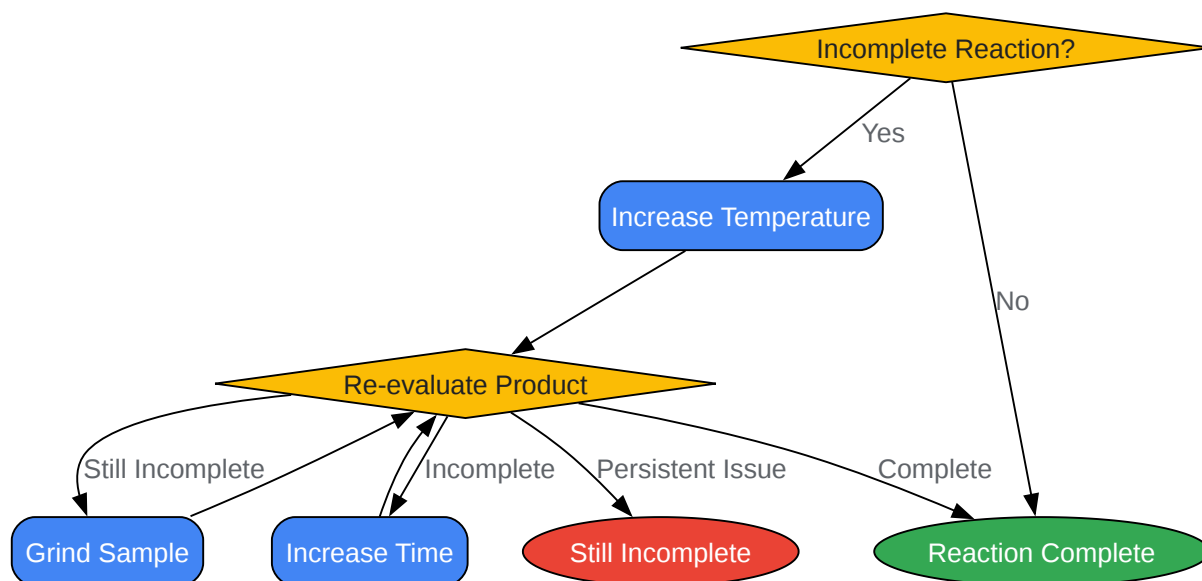 Incomplete Reaction?
Yes
Increase Temperature
No
Re-evaluate Product
Still Incomplete
Incomplete
Persistent Issue
Complete
Grind Sample
Increase Time
Still Incomplete
Reaction Complete